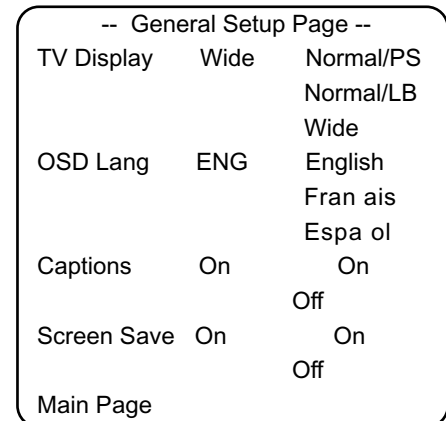 -- General Setup Page --
TV Display Wide Normal/PS
Normal/LB
Wide
OSD Lang ENG English
Fran ais
Espa ol
Captions On On
Off
Screen Save On On
Off
Main Page